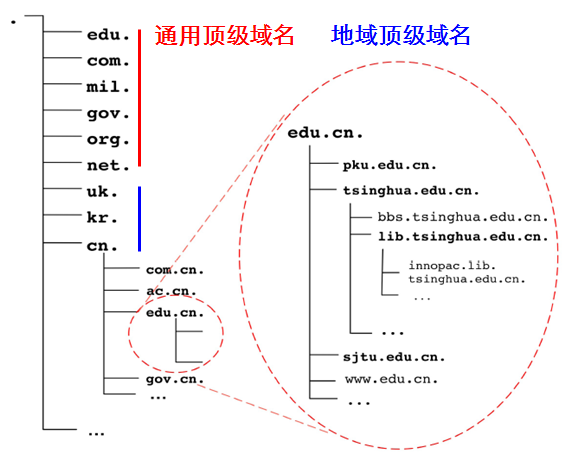 .
edu.
通用顶级域名
地域顶级域名
com.
mil.
gov.
org.
net.
uk.
kr.
cn.
com.cn.
ac.cn.
edu.cn.
gov.cn.
...
...
edu.cn.
pku.edu.cn.
tsinghua.edu.cn.
bbs.tsinghua.edu.cn.
lib.tsinghua.edu.cn.
innopac.lib.
tsinghua.edu.cn.
...
...
sjtu.edu.cn.
www.edu.cn.
...